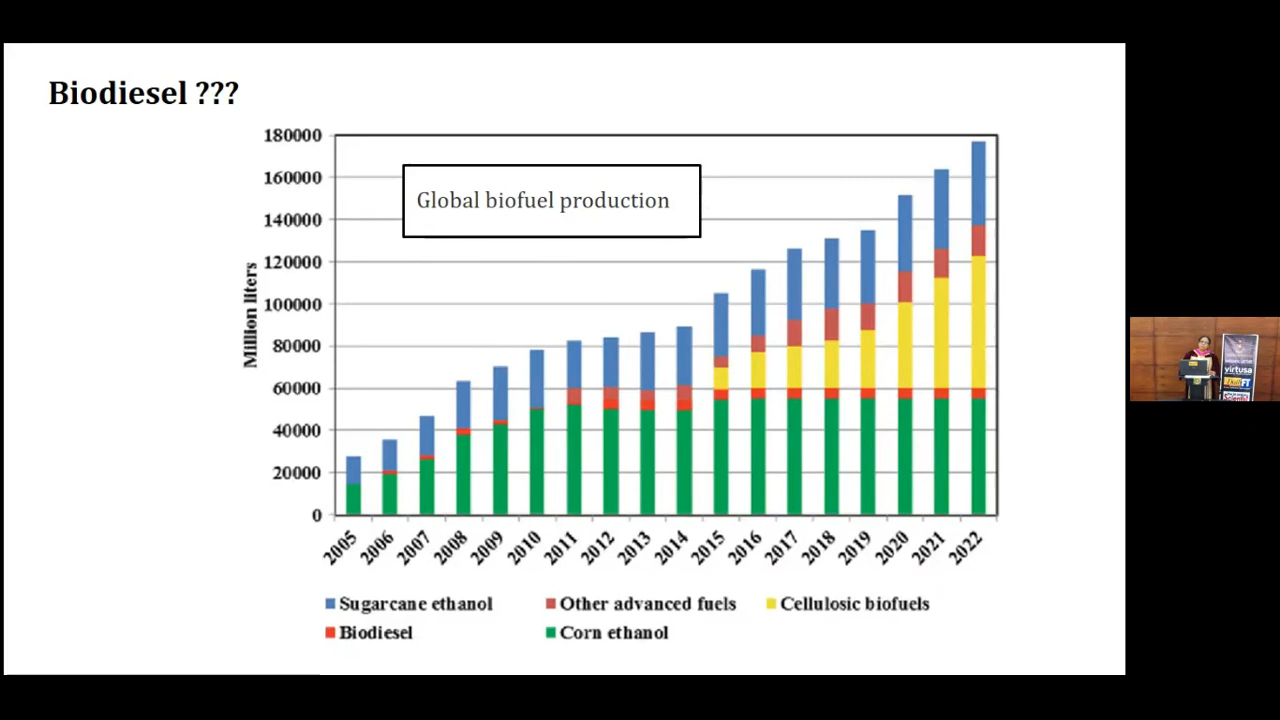 Biodiesel ???
Global biofuel production
Million liters
180000
160000
140000
120000
100000
80000
60000
40000
20000
0
2005 2006 2007 2008 2009 2010 2011 2012 2013 2014 2015 2016 2017 2018 2019 2020 2021 2022
Sugarcane ethanol Other advanced fuels Cellulosic biofuels
Biodiesel Corn ethanol
virtusa
FT